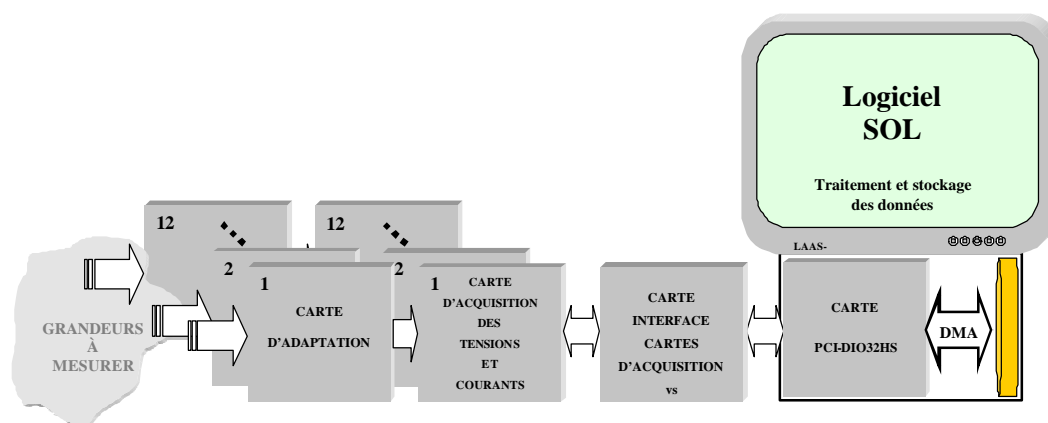 Logiciel
SOL
Traitement et stockage
des données
LAAS-
GRANDEURS
À
MESURER
12
2
1
CARTE
D'ADAPTATION
12
2
1
CARTE
D'ACQUISITION
DES
TENSIONS
ET
COURANTS
CARTE
INTERFACE
CARTES
D'ACQUISITION
vs
CARTE
PCI-DIO32HS
DMA